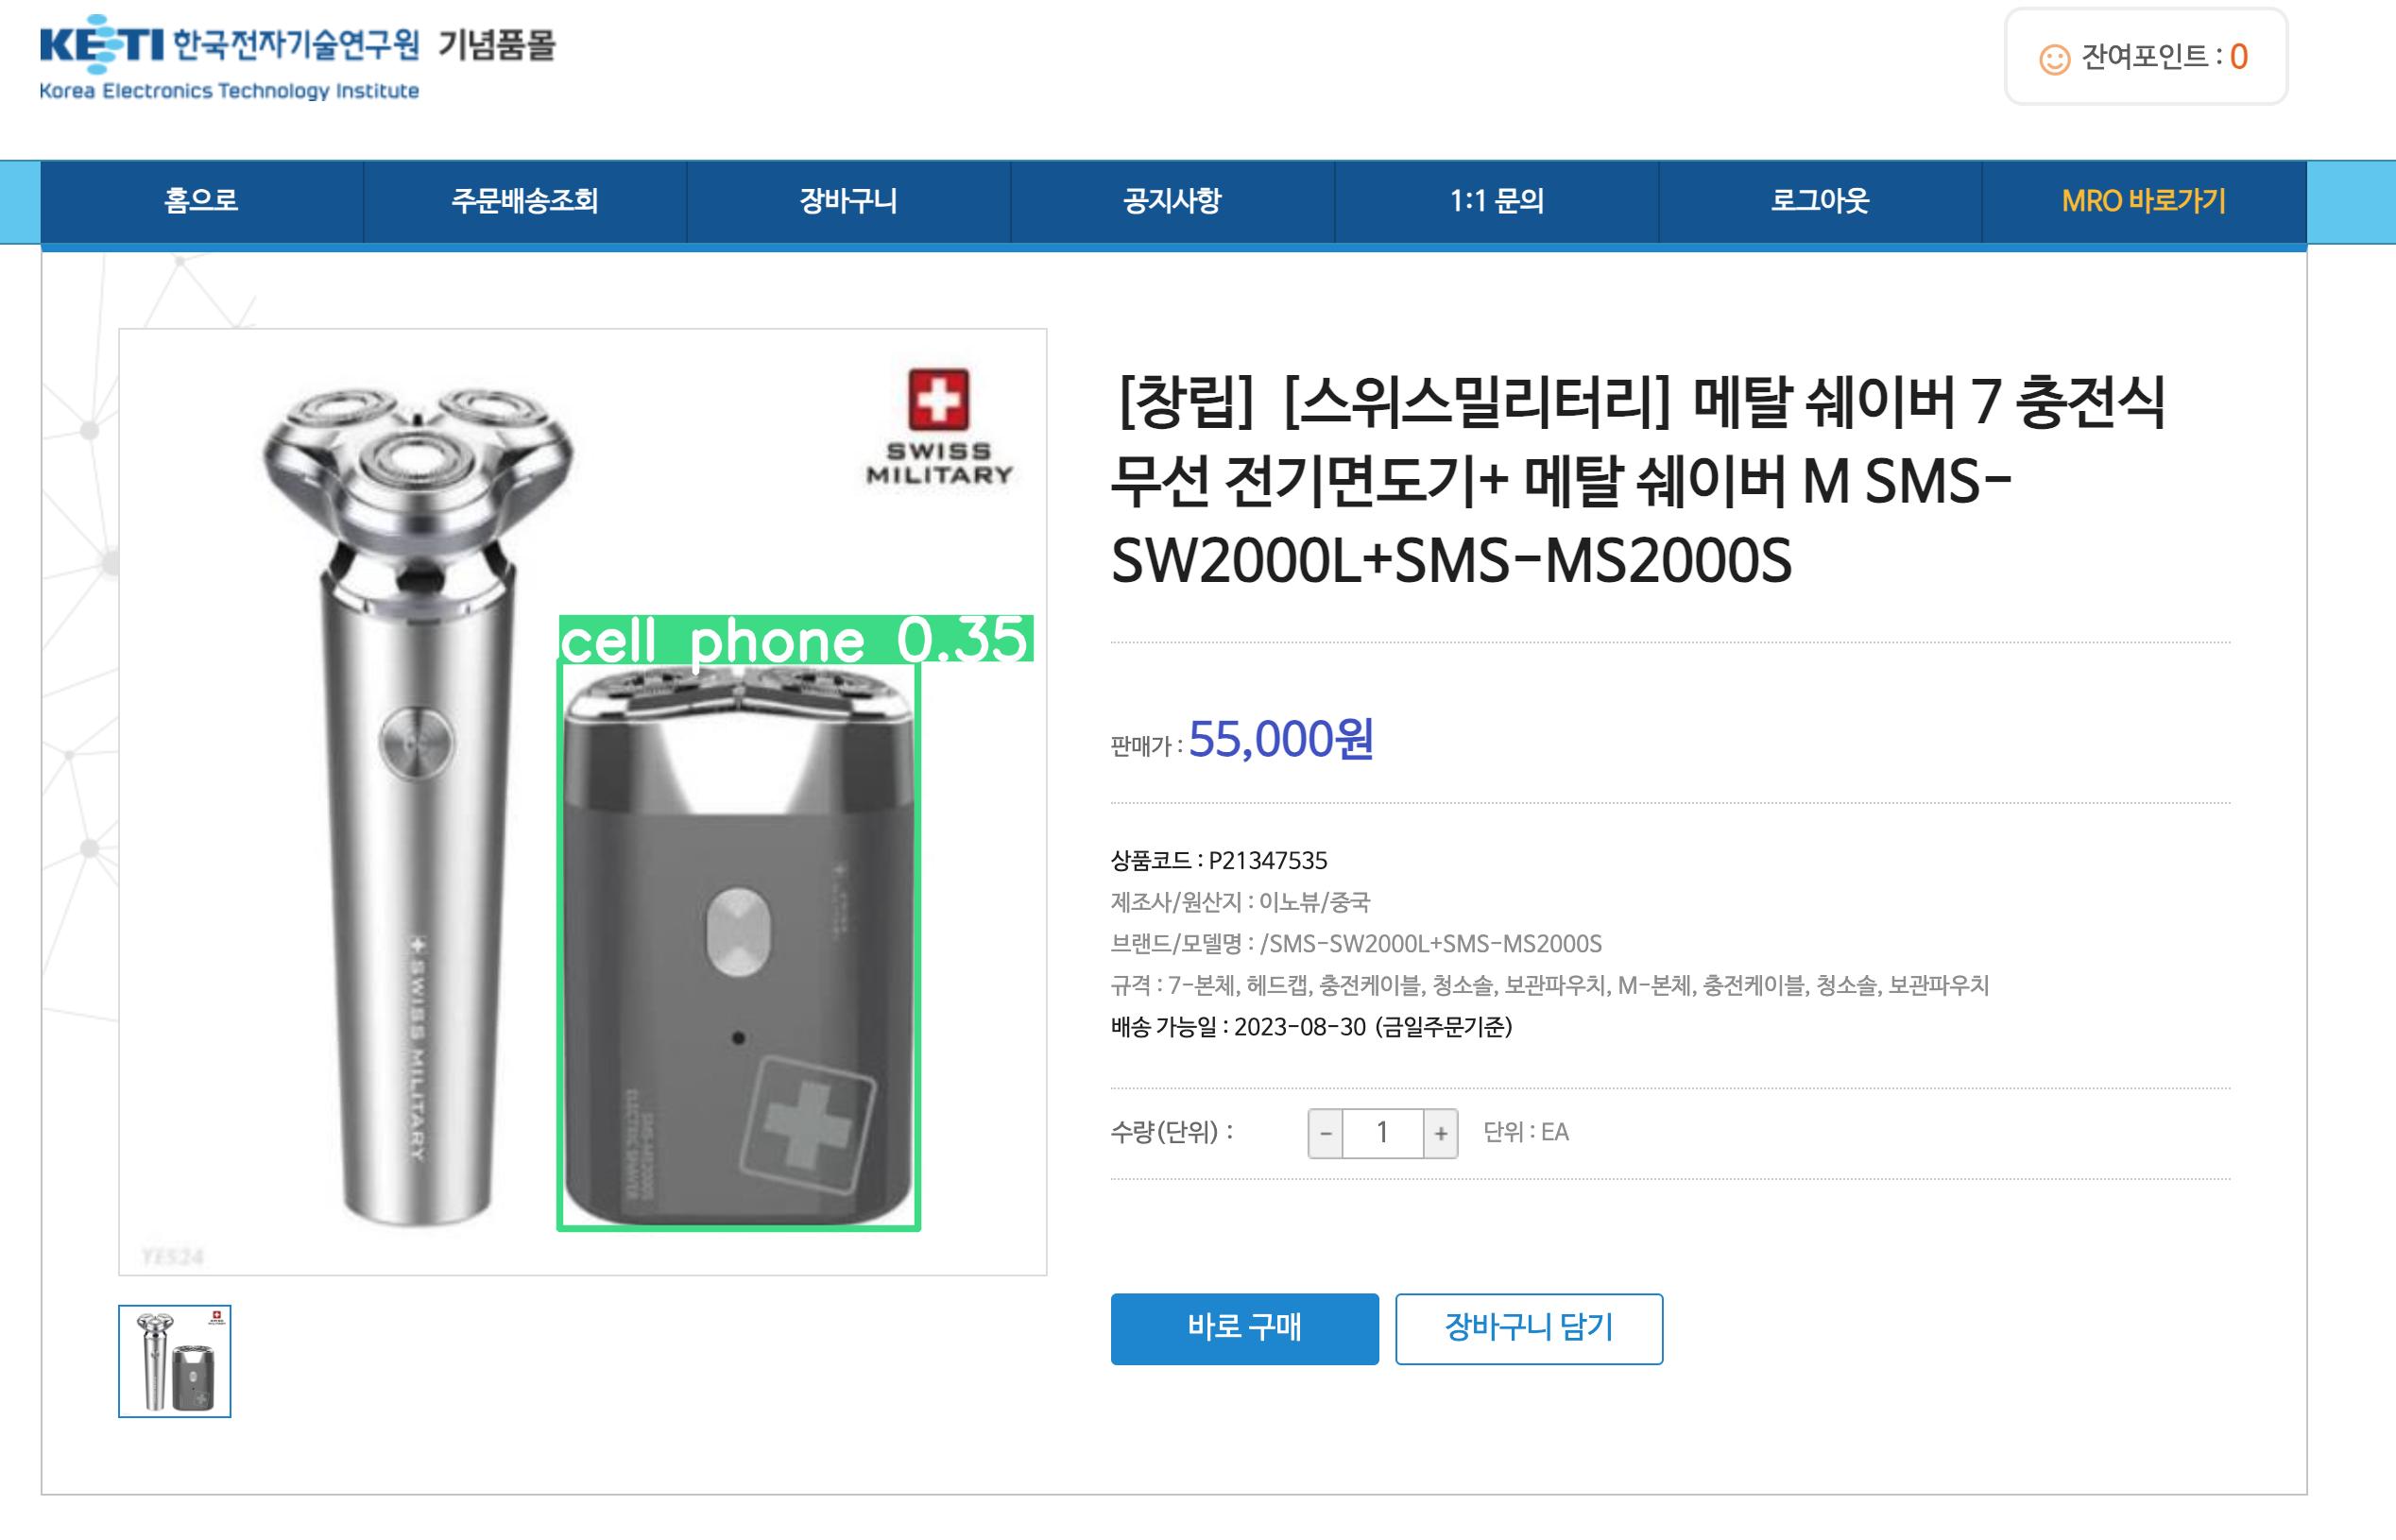 KETI 한국전자기술연구원 기념품몰
Korea Electronics Technology Institute
잔여포인트 : 0
홈으로
주문배송조회
장바구니
공지사항
1:1 문의
로그아웃
MRO 바로가기
SWISS
MILITARY
cell phone 0.35
SWISS MILITARY
YES24
[창립] [스위스밀리터리] 메탈 쉐이버 7 충전식
무선 전기면도기+ 메탈 쉐이버 M SMS-
SW2000L+SMS-MS2000S
판매가 : 55,000원
상품코드 : P21347535
제조사/원산지 : 이노뷰/중국
브랜드/모델명 : /SMS-SW2000L+SMS-MS2000S
규격 : 7-본체, 헤드캡, 충전케이블, 청소솔, 보관파우치, M-본체, 충전케이블, 청소솔, 보관파우치
배송 가능일 : 2023-08-30 (금일주문기준)
수량(단위) : - 1 + 단위 : EA
바로 구매
장바구니 담기